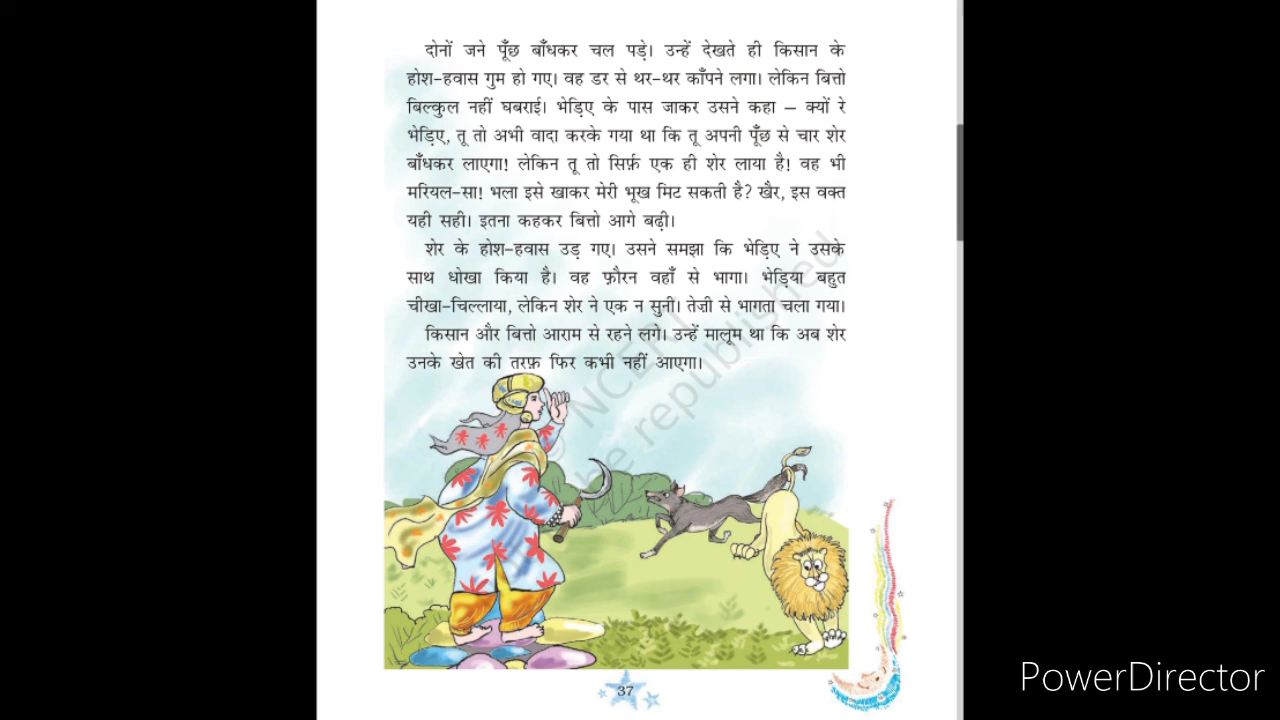 दोनों जने पूँछ बाँधकर चल पड़े। उन्हें देखते ही किसान के
होश-हवास गुम हो गए। वह डर से थर-थर काँपने लगा। लेकिन बित्तो
बिल्कुल नहीं घबराई। भेड़िए के पास जाकर उसने कहा – क्यों रे
भेड़िए, तू तो अभी वादा करके गया था कि तू अपनी पूँछ से चार शेर
बाँधकर लाएगा! लेकिन तू तो सिर्फ़ एक ही शेर लाया है! वह भी
मरियल-सा! भला इसे खाकर मेरी भूख मिट सकती है? खैर, इस वक्त
यही सही। इतना कहकर बित्तो आगे बढ़ी।
शेर के होश-हवास उड़ गए। उसने समझा कि भेड़िए ने उसके
साथ धोखा किया है। वह फ़ौरन वहाँ से भागा। भेड़िया बहुत
चीखा-चिल्लाया, लेकिन शेर ने एक न सुनी। तेज़ी से भागता चला गया।
किसान और बित्तो आराम से रहने लगे। उन्हें मालूम था कि अब शेर
उनके खेत की तरफ़ फिर कभी नहीं आएगा।
© NCERT
be republished
37
PowerDirector